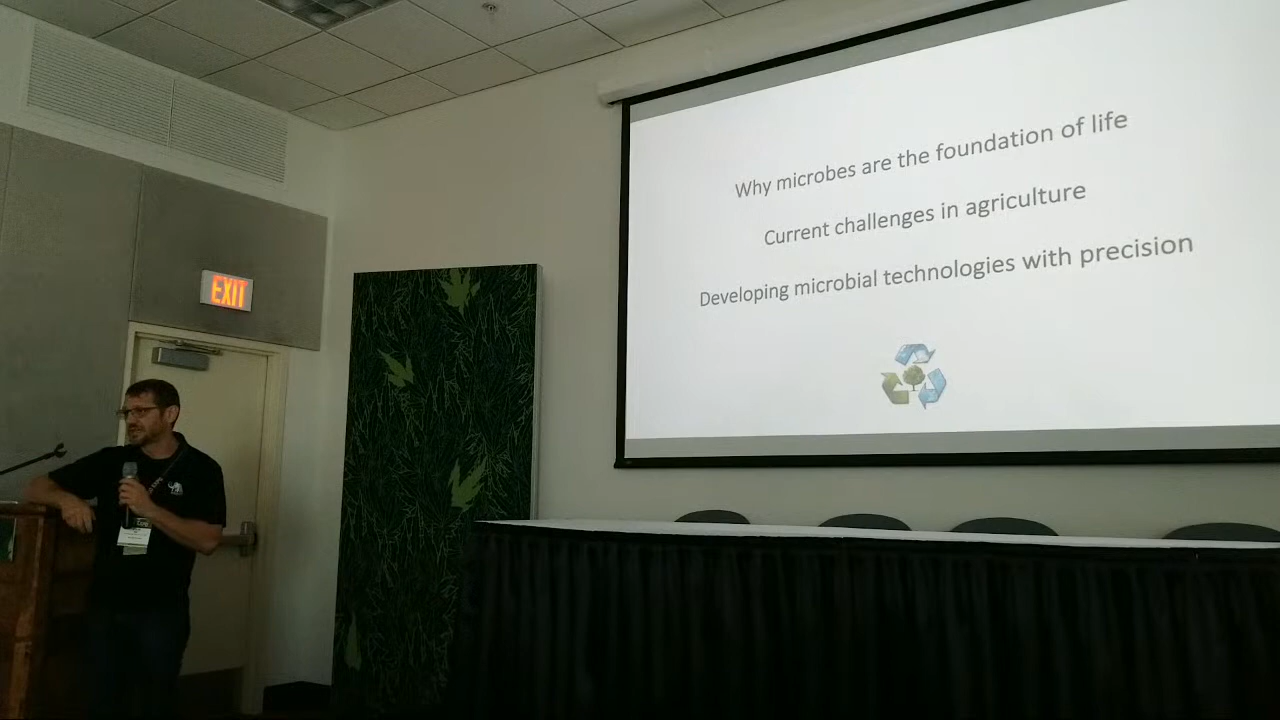 Why microbes are the foundation of life
Current challenges in agriculture
Developing microbial technologies with precision
EXIT